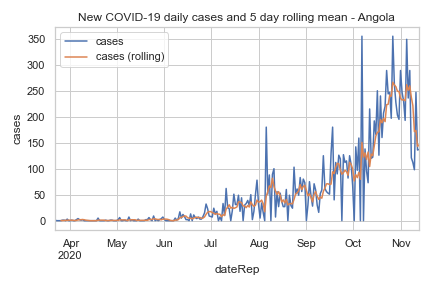 New COVID-19 daily cases and 5 day rolling mean - Angola
cases
cases (rolling)
350
300
250
200
150
100
50
0
cases
Apr
2020
May
Jun
Jul
Aug
Sep
Oct
Nov
dateRep